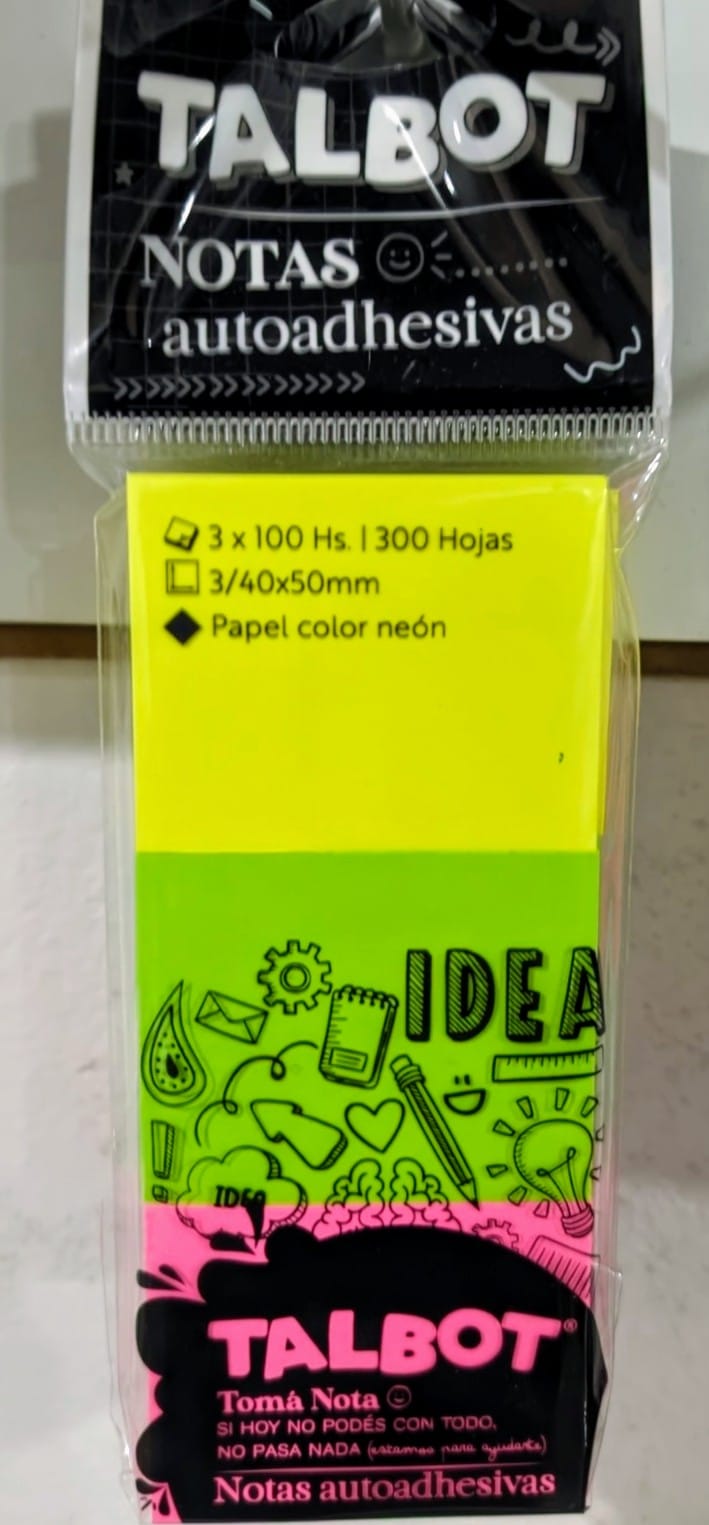 TALBOT
NOTAS
autoadhesivas
3 x 100 Hs. | 300 Hojas
3/40x50mm
Papel color neón
IDEA
IDEA
TALBOT®
Tomá Nota
SI HOY NO PODÉS CON TODO,
NO PASA NADA (estamos para ayudarte)
Notas autoadhesivas